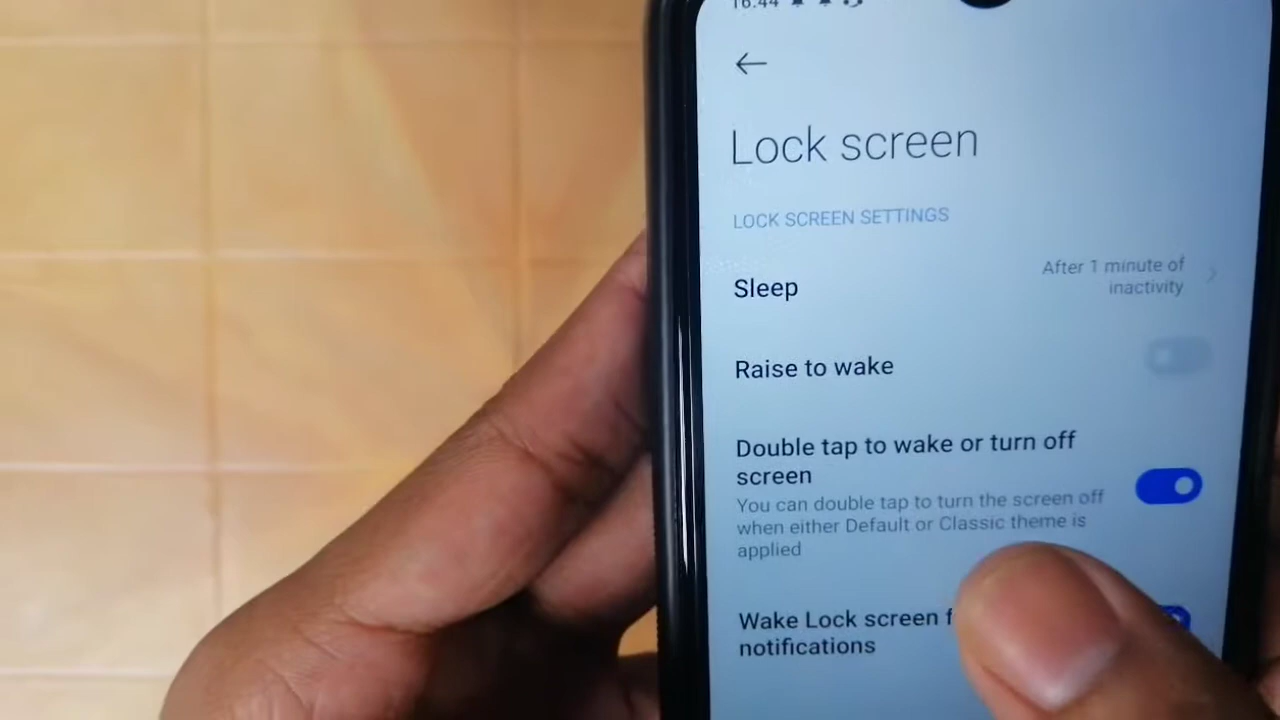 16:44
Lock screen
LOCK SCREEN SETTINGS
After 1 minute of
inactivity
Sleep
Raise to wake
Double tap to wake or turn off
screen
You can double tap to turn the screen off
when either Default or Classic theme is
applied
Wake Lock screen
notifications